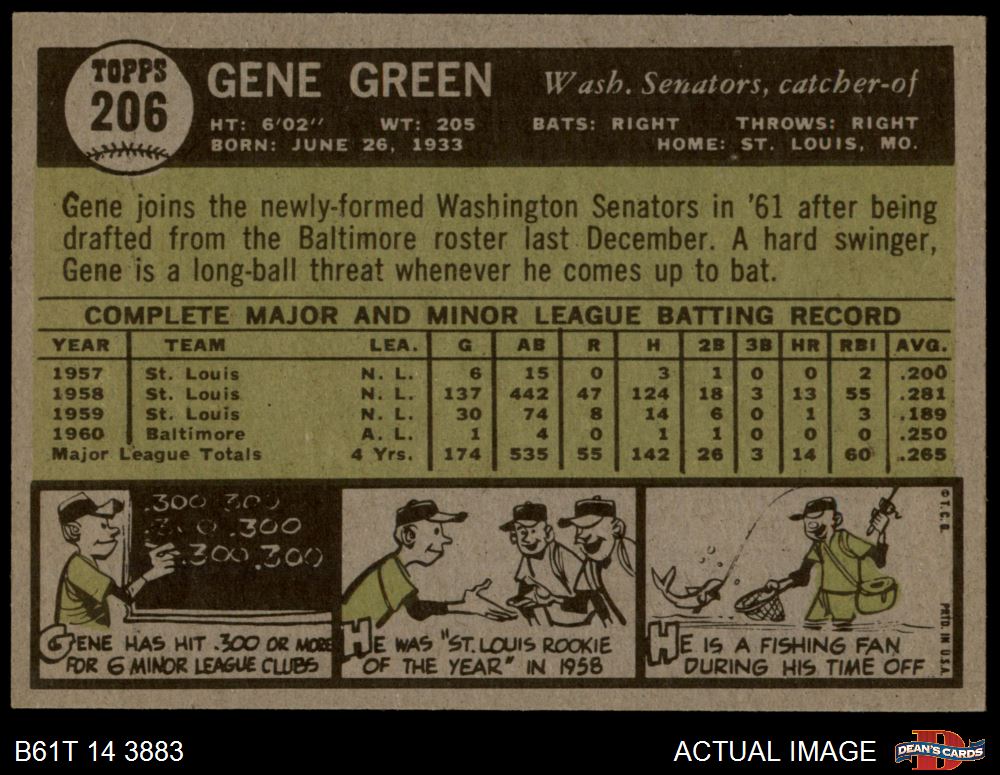 TOPPS
206
GENE GREEN
Wash. Senators, catcher-of
HT: 6'02" WT: 205 BATS: RIGHT THROWS: RIGHT
BORN: JUNE 26, 1933 HOME: ST. LOUIS, MO.
Gene joins the newly-formed Washington Senators in '61 after being
drafted from the Baltimore roster last December. A hard swinger,
Gene is a long-ball threat whenever he comes up to bat.
COMPLETE MAJOR AND MINOR LEAGUE BATTING RECORD
YEAR TEAM LEA. G AB R H 2B 3B HR RBI AVG.
1957 St. Louis N. L. 6 15 0 3 1 0 0 2 .200
1958 St. Louis N. L. 137 442 47 124 18 3 13 55 .281
1959 St. Louis N. L. 30 74 8 14 6 0 1 3 .189
1960 Baltimore A. L. 1 4 0 1 1 0 0 0 .250
Major League Totals 4 Yrs. 174 535 55 142 26 3 14 60 .265
.300 .300
.300
.300 .300
GENE HAS HIT .300 OR MORE
FOR 6 MINOR LEAGUE CLUBS
HE WAS "ST. LOUIS ROOKIE
OF THE YEAR" IN 1958
HE IS A FISHING FAN
DURING HIS TIME OFF
© T.C.G.
PRTD IN U.S.A.
B61T 14 3883
ACTUAL IMAGE
DEAN'S CARDS